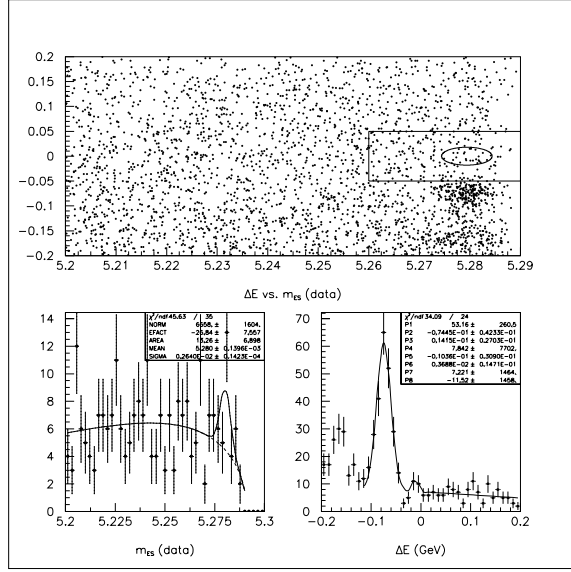 0.2
0.15
0.1
0.05
0
-0.05
-0.1
-0.15
-0.2
5.2 5.21 5.22 5.23 5.24 5.25 5.26 5.27 5.28 5.29
ΔE vs. mES (data)
χ²/ndf 45.63 / 35
NORM 6658. ± 1604.
EFACT -26.84 ± 7.557
AREA 13.26 ± 6.898
MEAN 5.280 ± 0.1396E-03
SIGMA 0.2640E-02 ± 0.1423E-04
14
12
10
8
6
4
2
0
5.2 5.225 5.25 5.275 5.3
mES (data)
χ²/ndf 34.09 / 24
P1 53.16 ± 260.5
P2 -0.7445E-01 ± 0.4233E-01
P3 0.1415E-01 ± 0.2703E-01
P4 7.842 ± 7702.
P5 -0.1036E-01 ± 0.3090E-01
P6 0.3688E-02 ± 0.1471E-01
P7 7.221 ± 1464.
P8 -11.52 ± 1458.
70
60
50
40
30
20
10
0
-0.2 -0.1 0 0.1 0.2
ΔE (GeV)